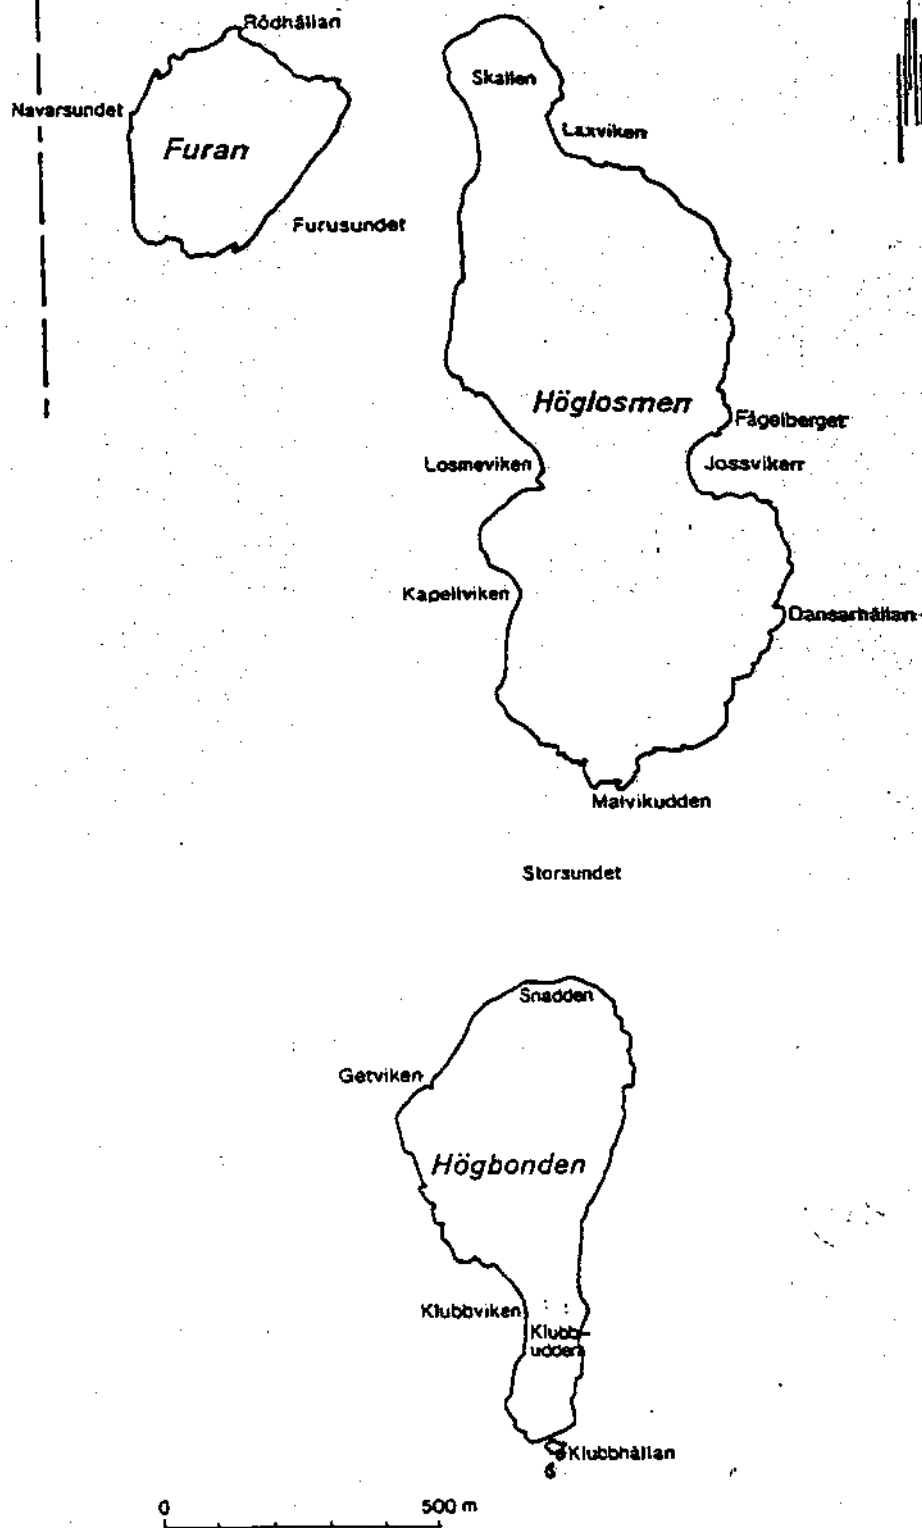 Rödhällan
Skallen
Navarsundet
Laxviken
Furan
Furusundet
Höglosmen
Fågelberget
Losmeviken
Jossviken
Kapellviken
Dansarhällan
Malvikudden
Storsundet
Snadden
Getviken
Högbonden
Klubbviken
Klubb-
udden
Klubbhällan
0
500 m